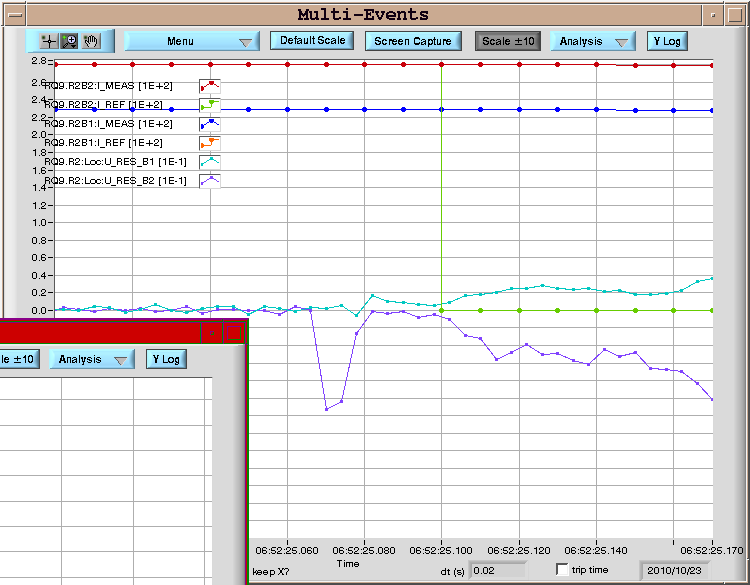 Multi-Events
Menu Default Scale Screen Capture Scale ±10 Analysis Y Log
2.8
2.6
RQ9.R2B2:I_MEAS [1E+2]
2.4
RQ9.R2B2:I_REF [1E+2]
2.2
RQ9.R2B1:I_MEAS [1E+2]
2.0
RQ9.R2B1:I_REF [1E+2]
1.8
RQ9.R2:Loc:U_RES_B1 [1E-1]
1.6
RQ9.R2:Loc:U_RES_B2 [1E-1]
1.4
1.2
1.0
0.8
0.6
0.4
0.2
0.0
le ±10 Analysis Y Log
06:52:25.060 06:52:25.080 06:52:25.100 06:52:25.120 06:52:25.140 06:52:25.170
Time
keep X? dt (s) 0.02 trip time 2010/10/23